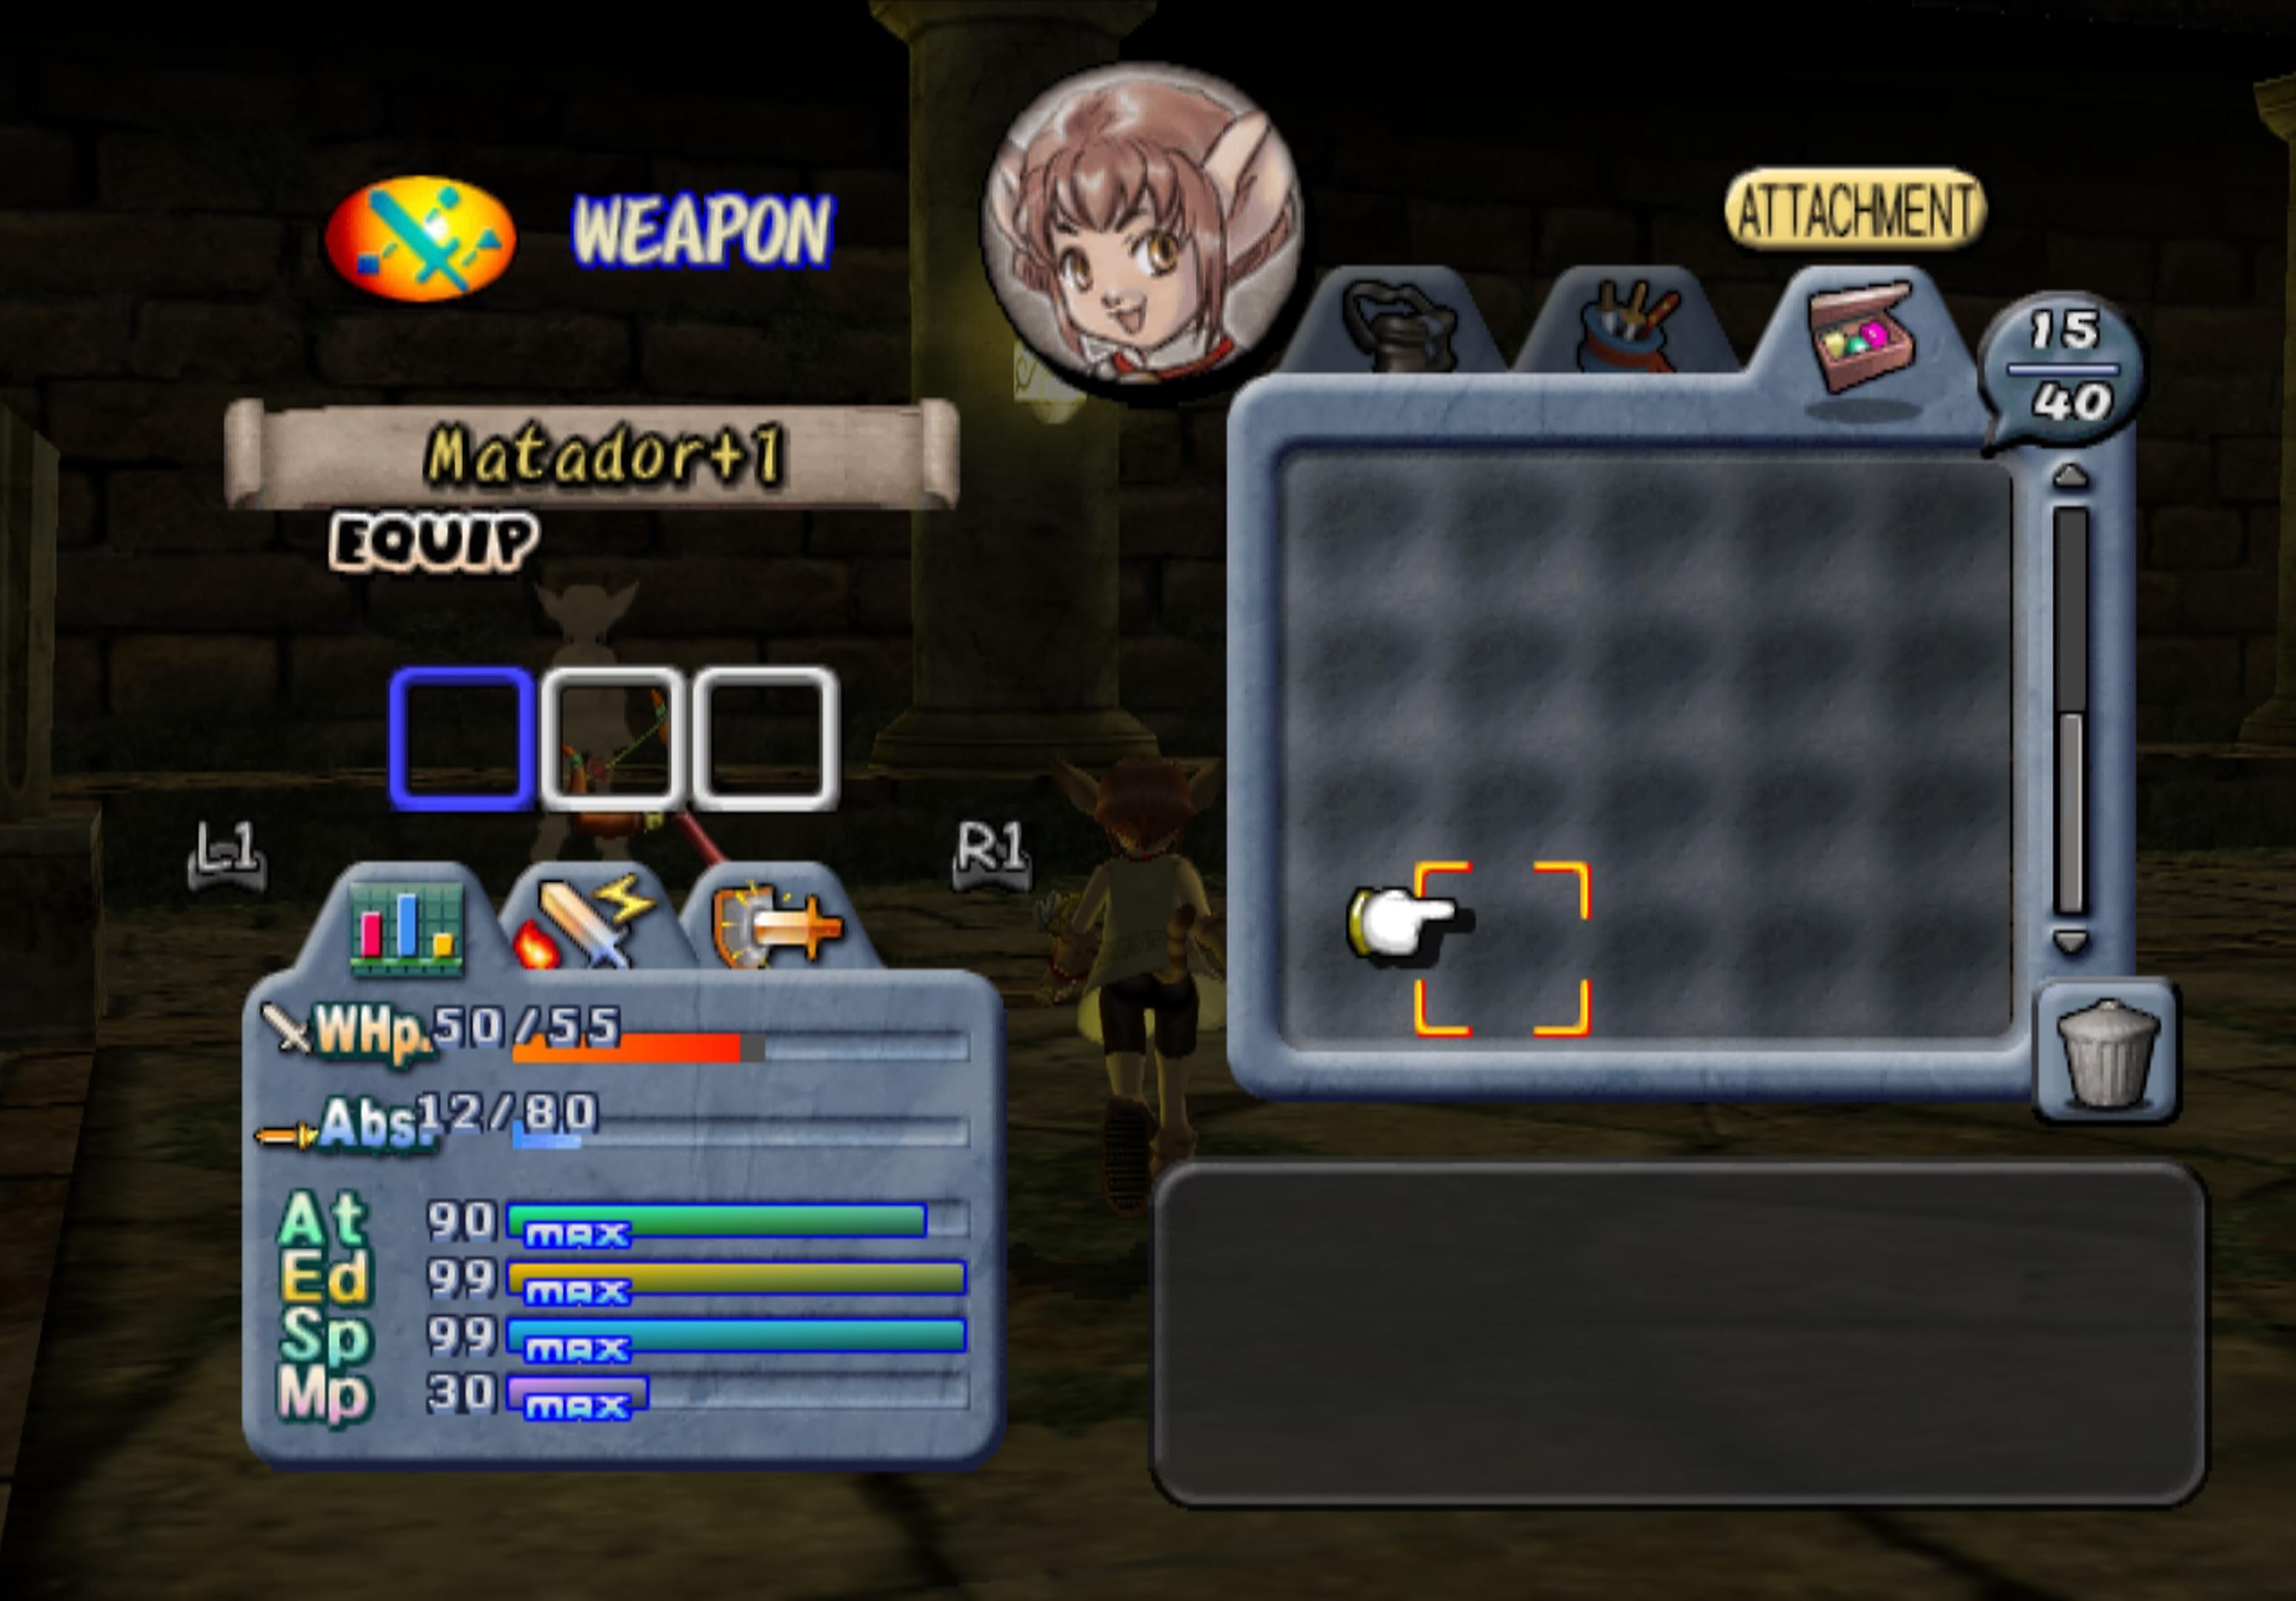 WEAPON
ATTACHMENT
15
40
Matador+1
EQUIP
L1
R1
WHp. 50/55
Abs. 12/80
At 90 max
Ed 99 max
Sp 99 max
Mp 30 max